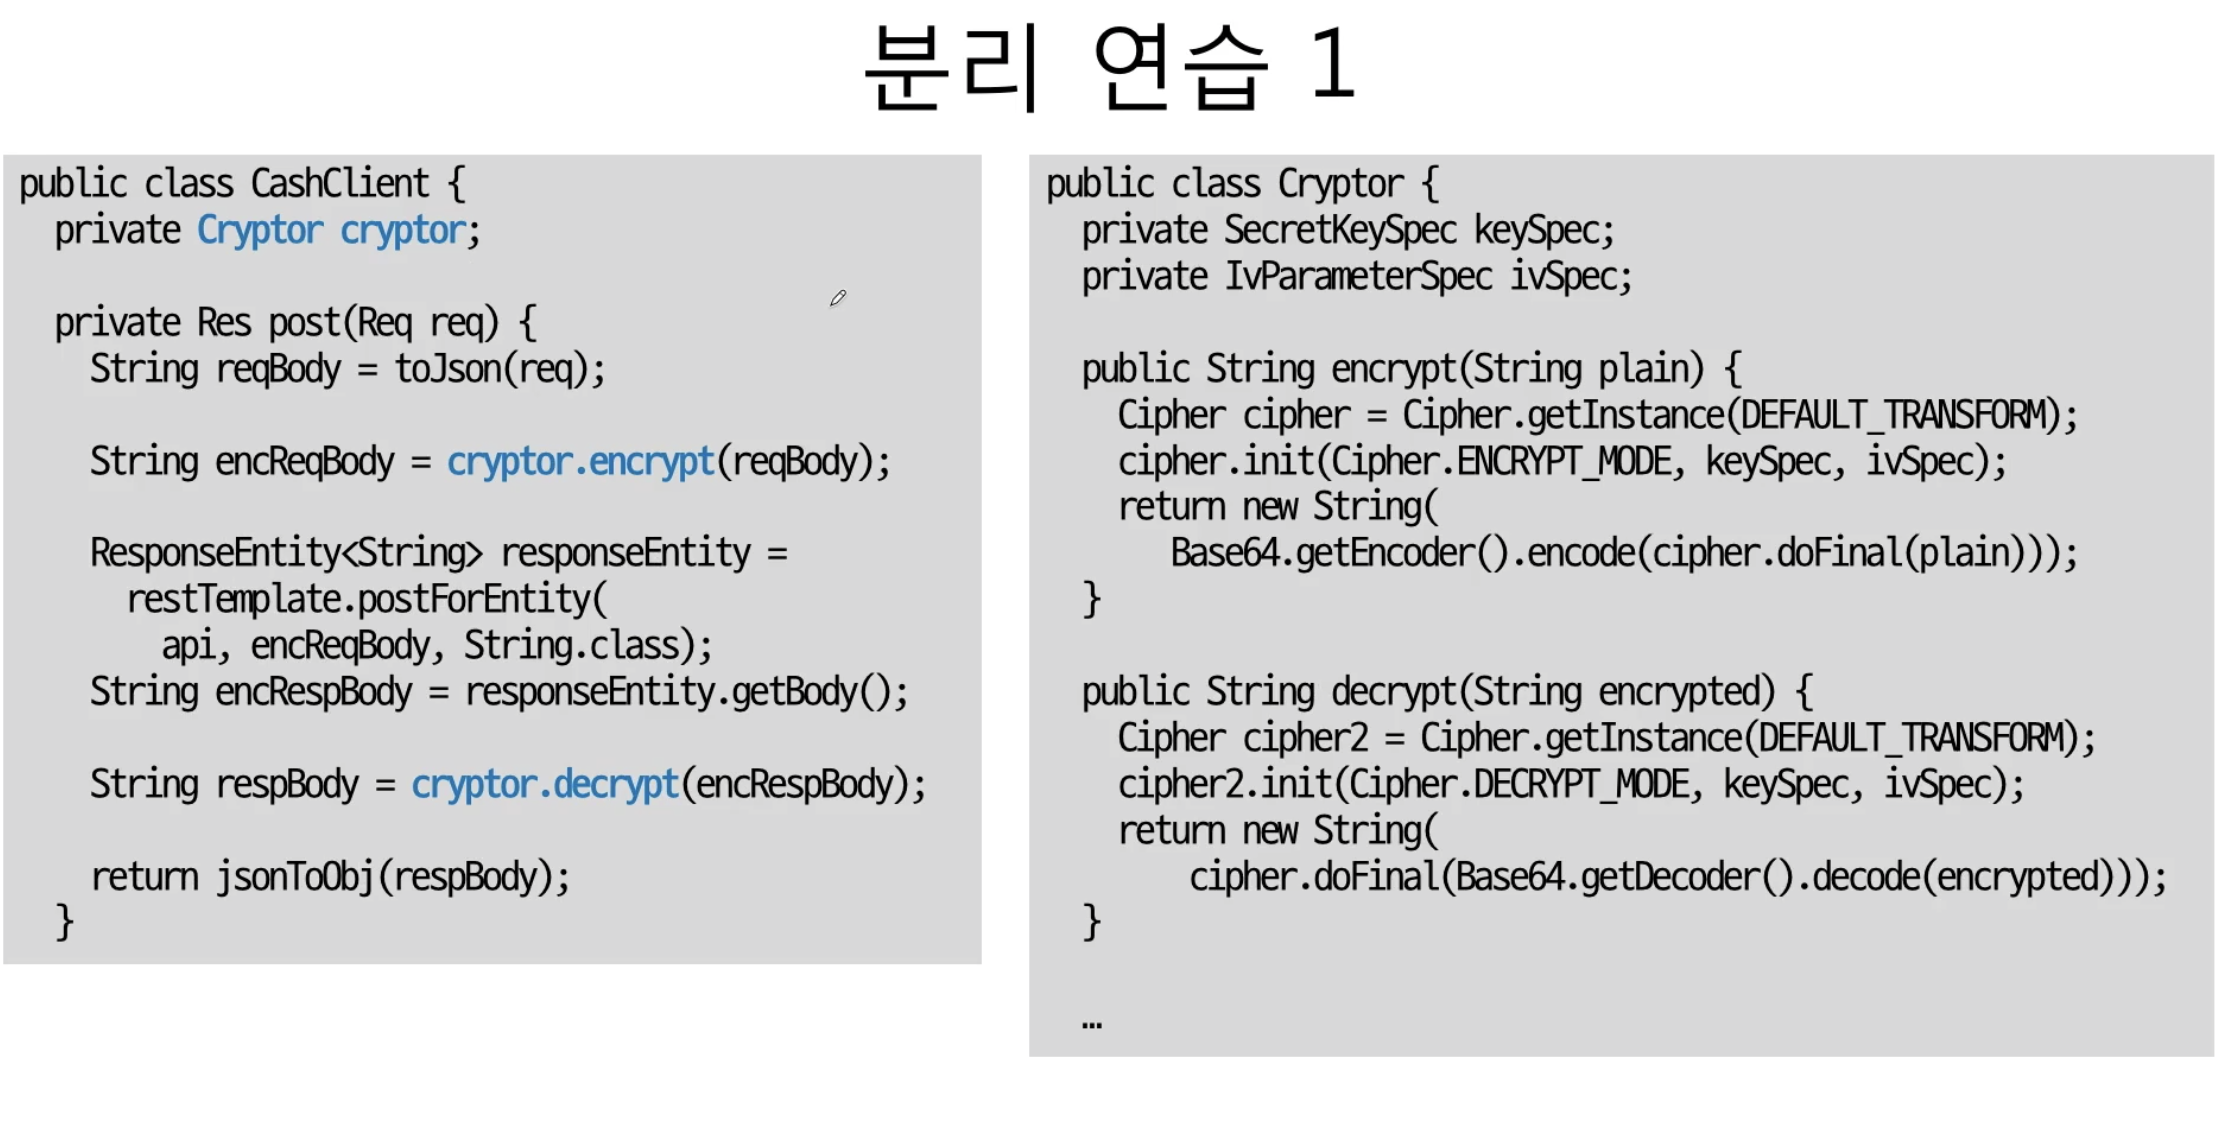 분리 연습 1
public class CashClient {
private Cryptor cryptor;
private Res post(Req req) {
String reqBody = toJson(req);
String encReqBody = cryptor.encrypt(reqBody);
ResponseEntity<String> responseEntity =
restTemplate.postForEntity(
api, encReqBody, String.class);
String encRespBody = responseEntity.getBody();
String respBody = cryptor.decrypt(encRespBody);
return jsonToObj(respBody);
}
public class Cryptor {
private SecretKeySpec keySpec;
private IvParameterSpec ivSpec;
public String encrypt(String plain) {
Cipher cipher = Cipher.getInstance(DEFAULT_TRANSFORM);
cipher.init(Cipher.ENCRYPT_MODE, keySpec, ivSpec);
return new String(
Base64.getEncoder().encode(cipher.doFinal(plain)));
}
public String decrypt(String encrypted) {
Cipher cipher2 = Cipher.getInstance(DEFAULT_TRANSFORM);
cipher2.init(Cipher.DECRYPT_MODE, keySpec, ivSpec);
return new String(
cipher.doFinal(Base64.getDecoder().decode(encrypted)));
}
…